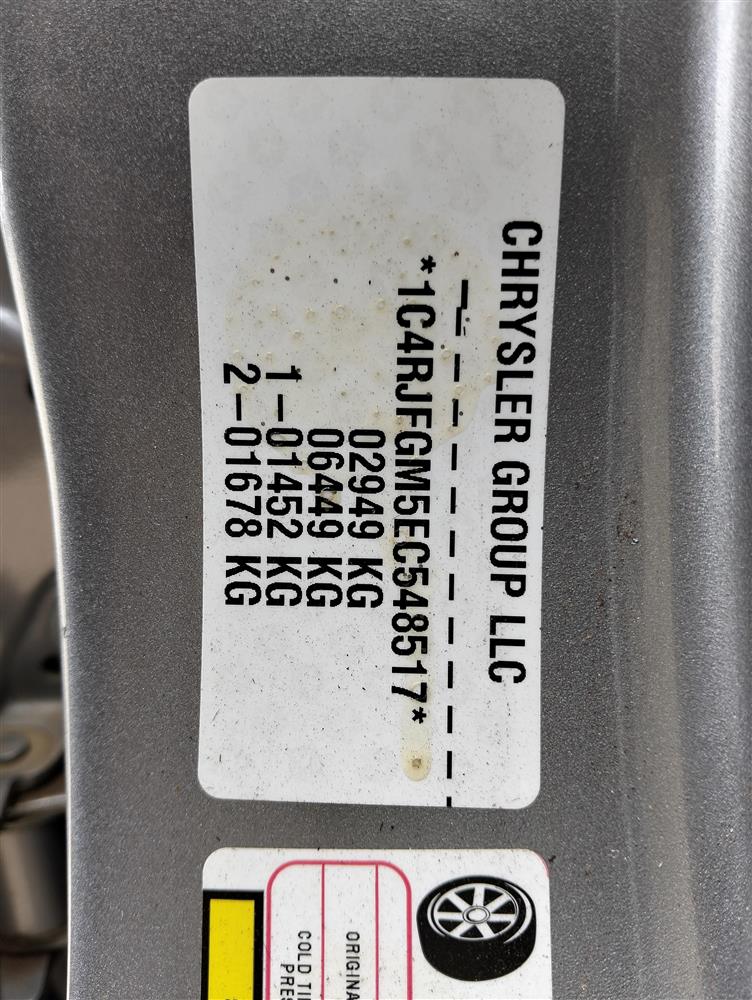 CHRYSLER GROUP LLC
*1C4RJFGM5EC548517*
02949 KG
06449 KG
1-01452 KG
2-01678 KG
ORIGINA
COLD TI
PRES